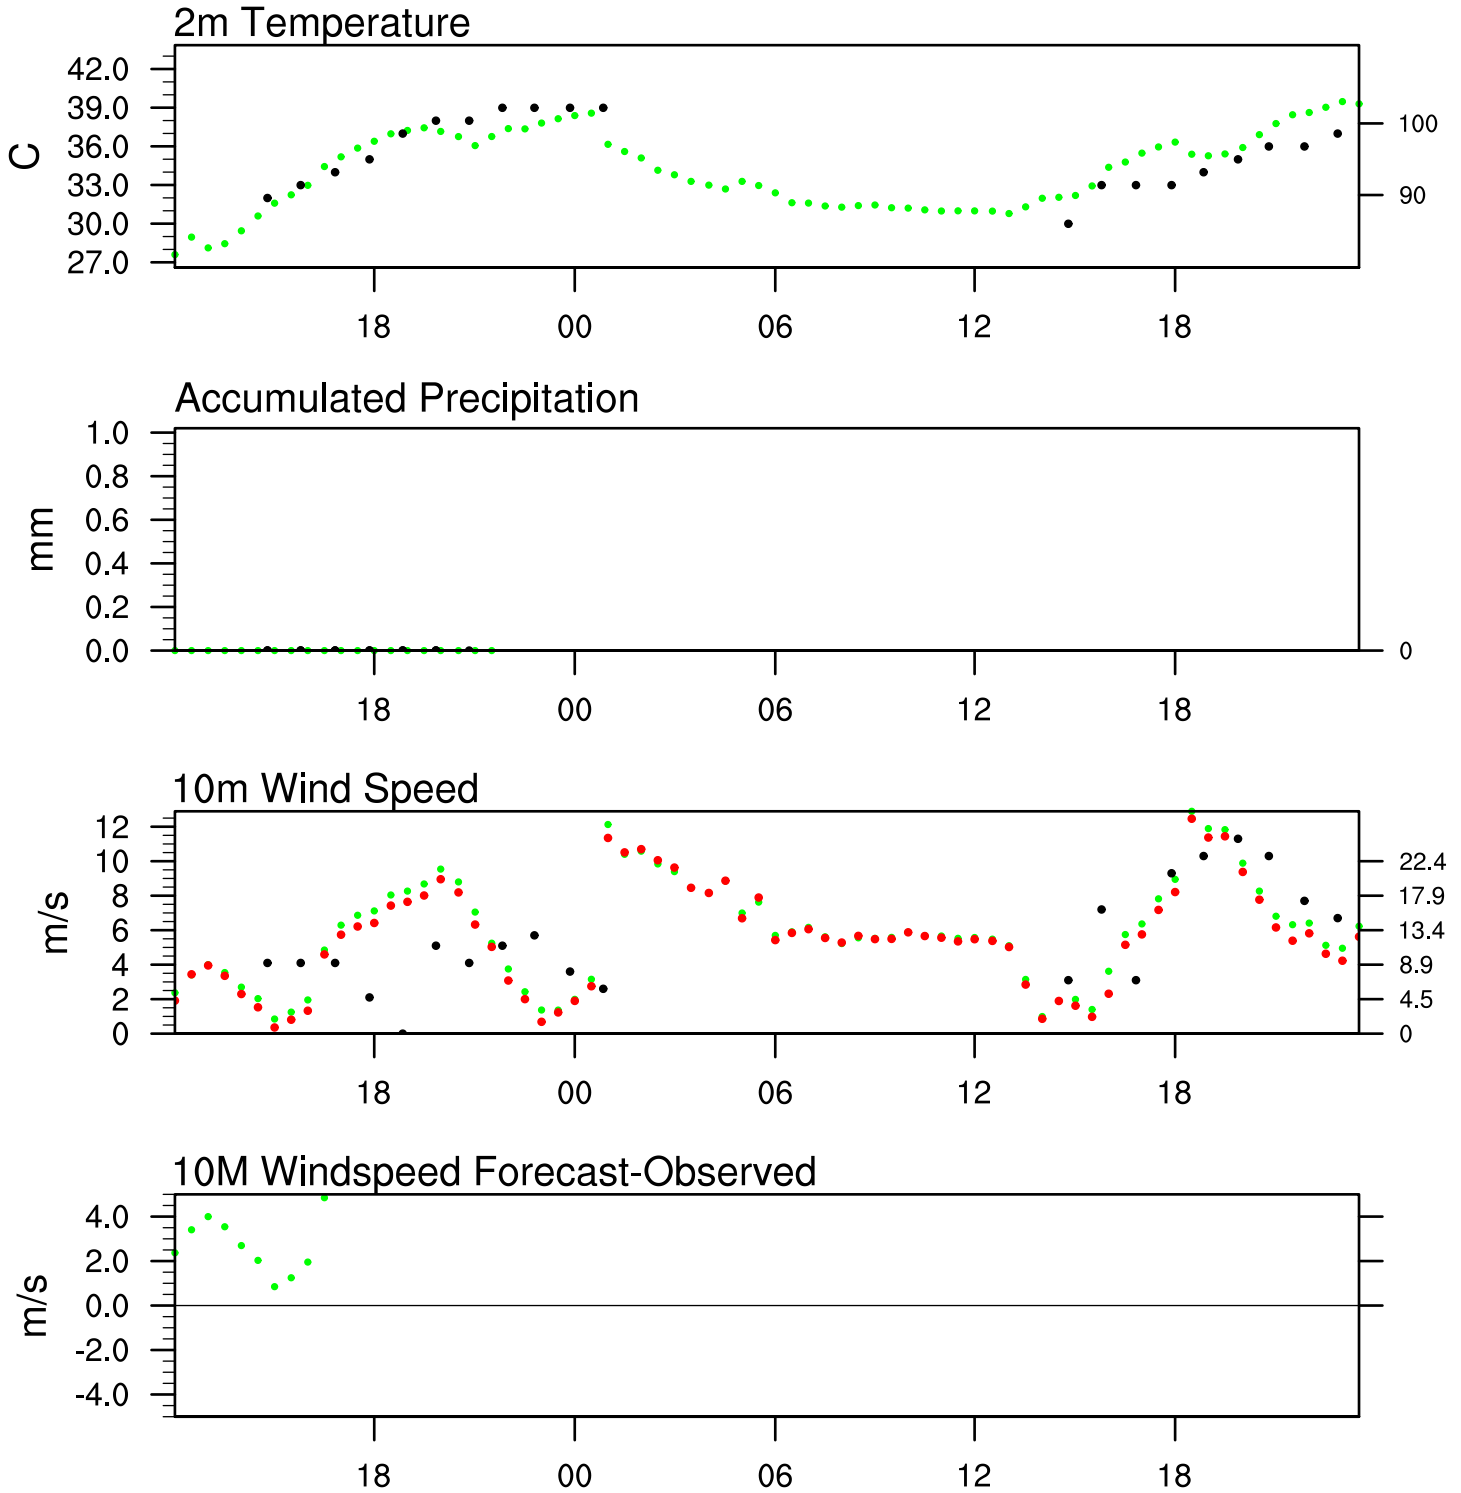 2m Temperature
42.0
39.0
36.0
33.0
30.0
27.0
C
100
90
18 00 06 12 18
Accumulated Precipitation
1.0
0.8
0.6
0.4
0.2
0.0
mm
0
18 00 06 12 18
10m Wind Speed
12
10
8
6
4
2
0
m/s
22.4
17.9
13.4
8.9
4.5
0
18 00 06 12 18
10M Windspeed Forecast-Observed
4.0
2.0
0.0
-2.0
-4.0
m/s
18 00 06 12 18